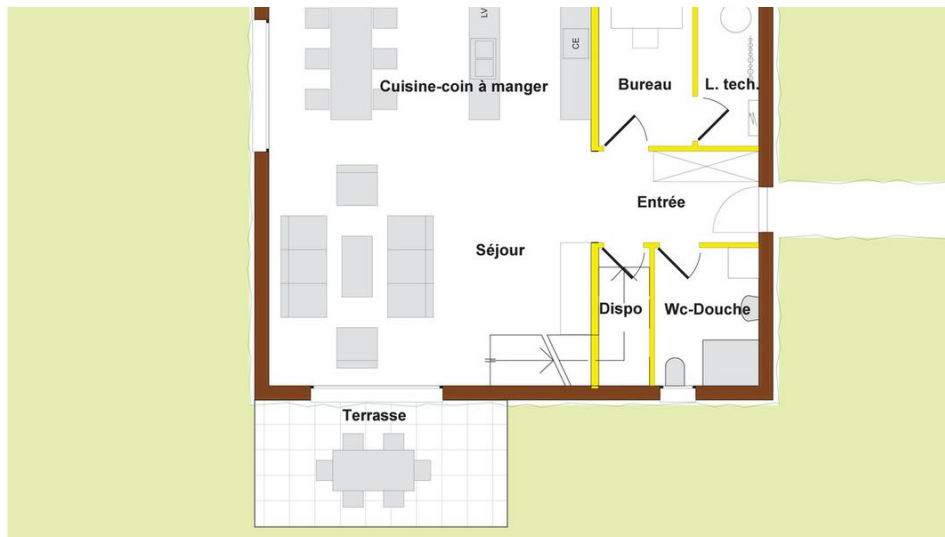 LV
CE
Cuisine-coin à manger
Bureau
L. tech.
Entrée
Séjour
Dispo
Wc-Douche
Terrasse